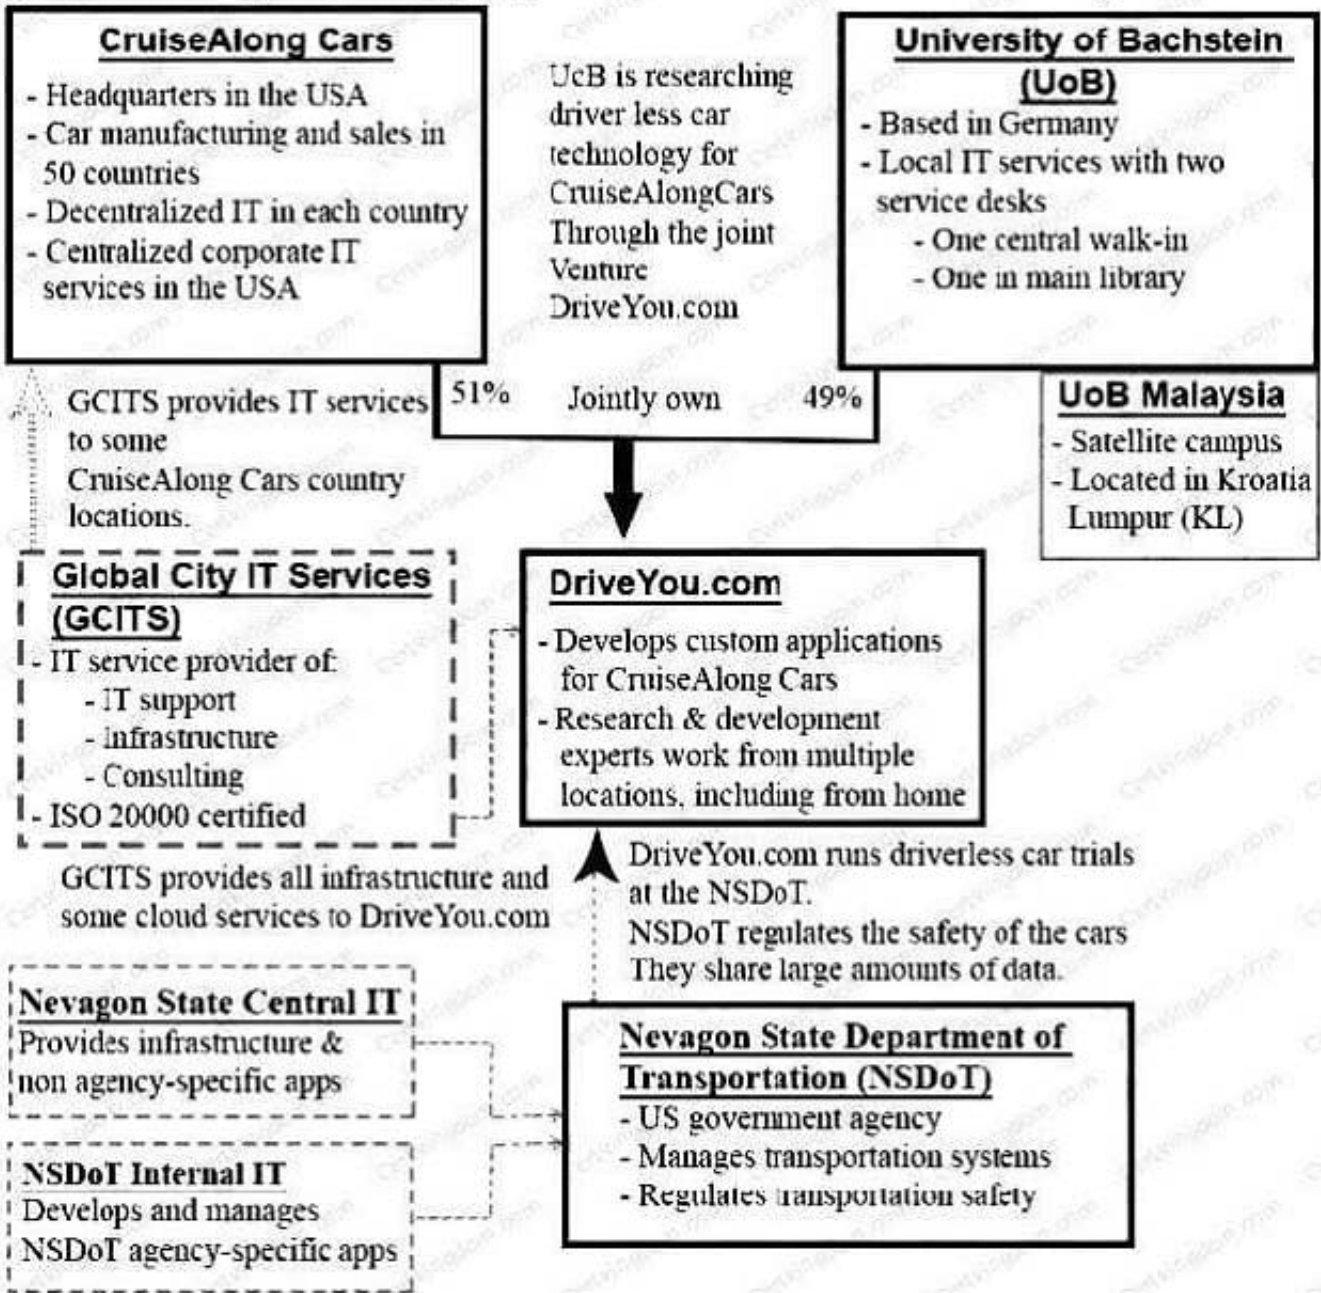 CruiseAlong Cars
- Headquarters in the USA
- Car manufacturing and sales in
50 countries
- Decentralized IT in each country
- Centralized corporate IT
services in the USA
UcB is researching
driver less car
technology for
CruiseAlongCars
Through the joint
Venture
DriveYou.com
University of Bachstein
(UoB)
- Based in Germany
- Local IT services with two
service desks
- One central walk-in
- One in main library
51% Jointly own 49%
UoB Malaysia
- Satellite campus
- Located in Kroatia
Lumpur (KL)
GCITS provides IT services
to some
CruiseAlong Cars country
locations.
Global City IT Services
(GCITS)
- IT service provider of:
- IT support
- Infrastructure
- Consulting
- ISO 20000 certified
DriveYou.com
- Develops custom applications
for CruiseAlong Cars
- Research & development
experts work from multiple
locations, including from home
GCITS provides all infrastructure and
some cloud services to DriveYou.com
DriveYou.com runs driverless car trials
at the NSDoT.
NSDoT regulates the safety of the cars
They share large amounts of data.
Nevagon State Central IT
Provides infrastructure &
non agency-specific apps
NSDoT Internal IT
Develops and manages
NSDoT agency-specific apps
Nevagon State Department of
Transportation (NSDoT)
- US government agency
- Manages transportation systems
- Regulates transportation safety